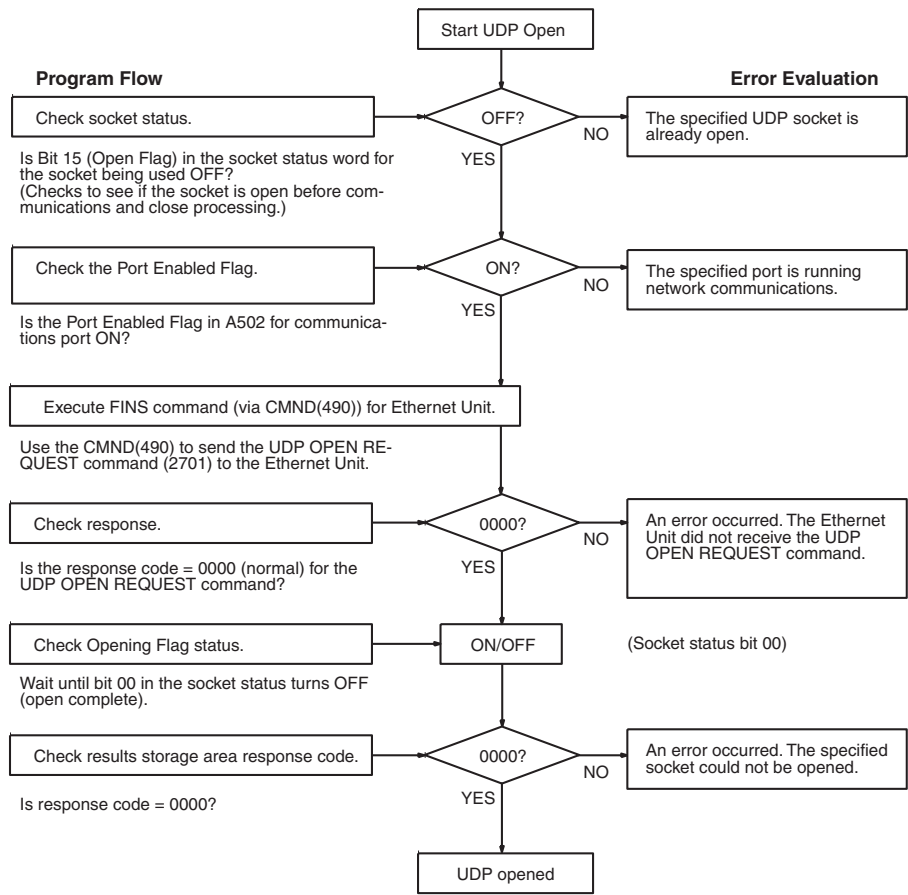 Start UDP Open
Program Flow
Error Evaluation
Check socket status.
OFF?
NO
YES
The specified UDP socket is
already open.
Is Bit 15 (Open Flag) in the socket status word for
the socket being used OFF?
(Checks to see if the socket is open before com-
munications and close processing.)
Check the Port Enabled Flag.
ON?
NO
YES
The specified port is running
network communications.
Is the Port Enabled Flag in A502 for communica-
tions port ON?
Execute FINS command (via CMND(490)) for Ethernet Unit.
Use the CMND(490) to send the UDP OPEN RE-
QUEST command (2701) to the Ethernet Unit.
Check response.
0000?
NO
YES
An error occurred. The Ethernet
Unit did not receive the UDP
OPEN REQUEST command.
Is the response code = 0000 (normal) for the
UDP OPEN REQUEST command?
Check Opening Flag status.
ON/OFF
(Socket status bit 00)
Wait until bit 00 in the socket status turns OFF
(open complete).
Check results storage area response code.
0000?
NO
YES
An error occurred. The specified
socket could not be opened.
Is response code = 0000?
UDP opened